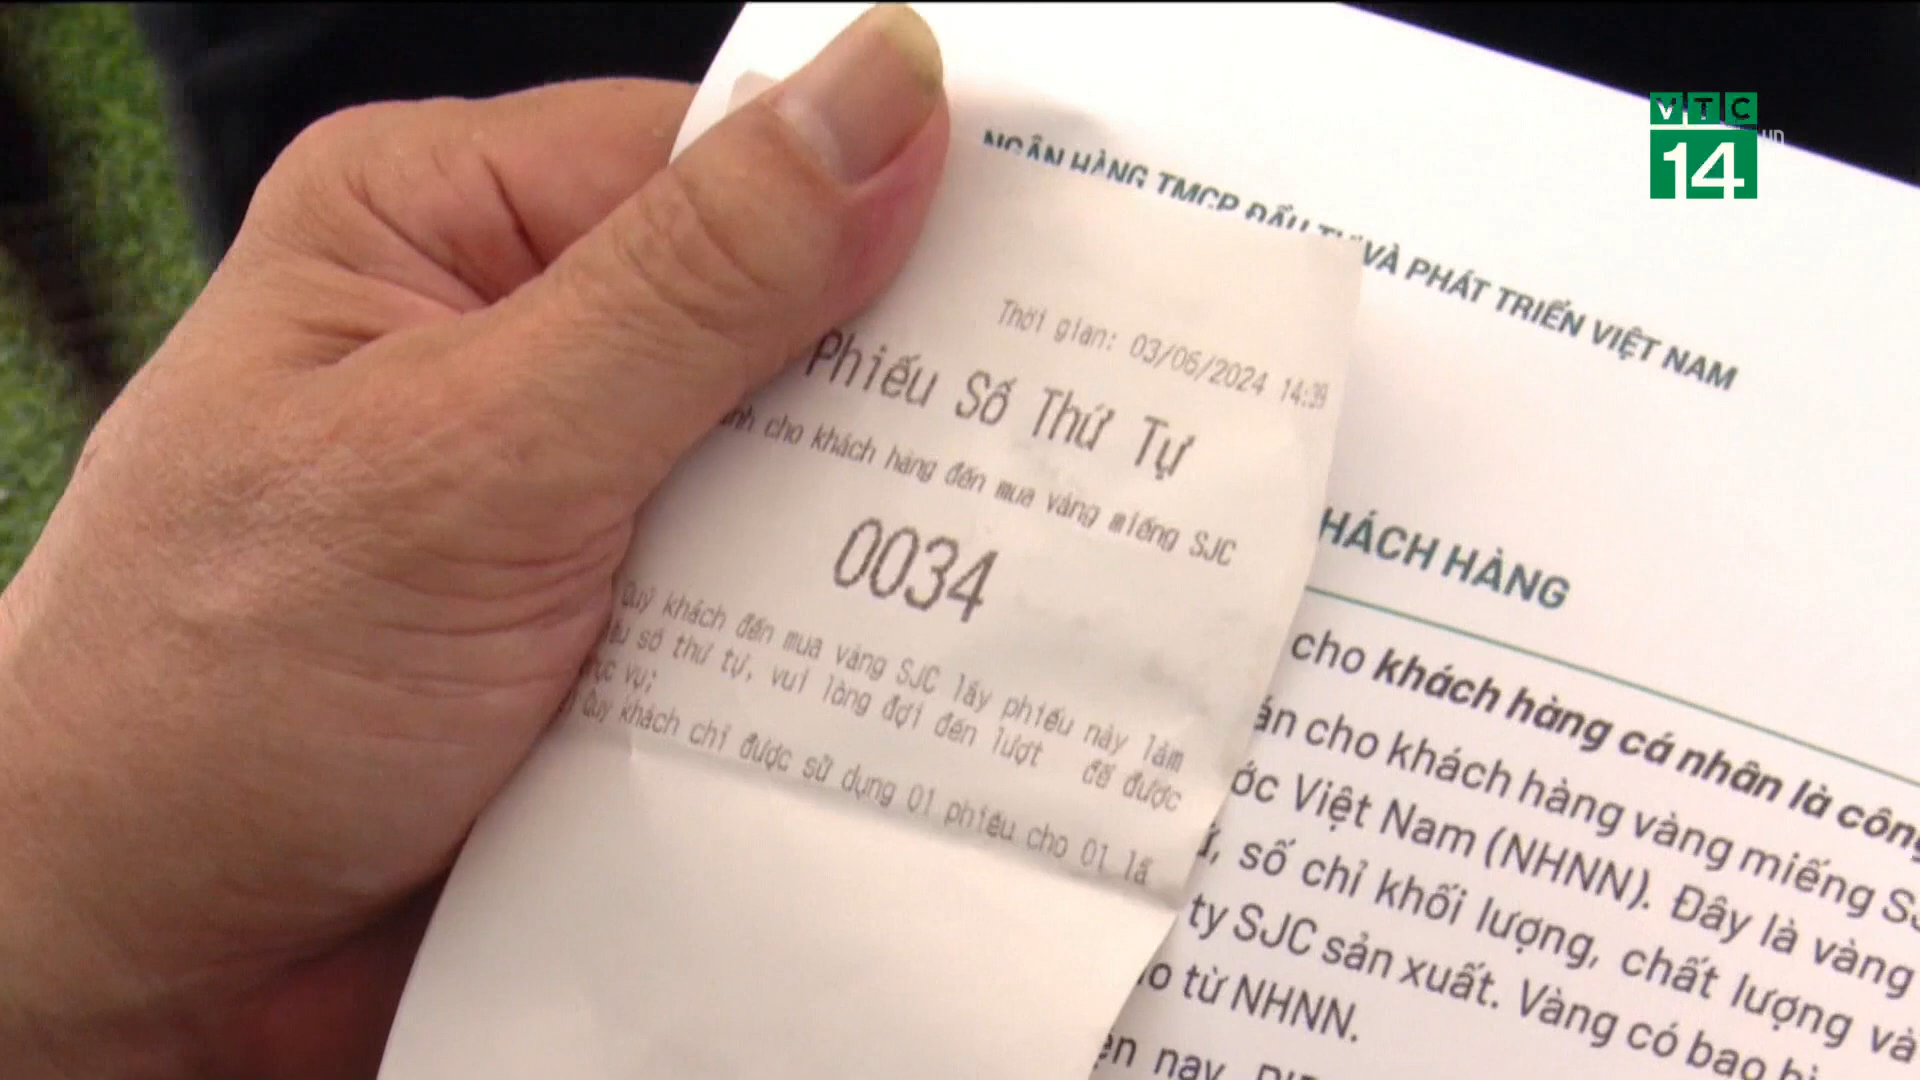 VTC
14
NGÂN HÀNG TMCP ĐẦU TƯ VÀ PHÁT TRIỂN VIỆT NAM
Thời gian: 03/06/2024 14:39
Phiếu Số Thứ Tự
cho khách hàng đến mua vàng miếng SJC
0034
Quý khách đến mua vàng SJC lấy phiếu này làm
số thứ tự, vui lòng đợi đến lượt để được
vụ;
Quý khách chỉ được sử dụng 01 phiếu cho 01 lầ
HÁCH HÀNG
cho khách hàng cá nhân là công
án cho khách hàng vàng miếng SJ
ớc Việt Nam (NHNN). Đây là vàng
số chỉ khối lượng, chất lượng và
ty SJC sản xuất. Vàng có bao bì
từ NHNN.
nay